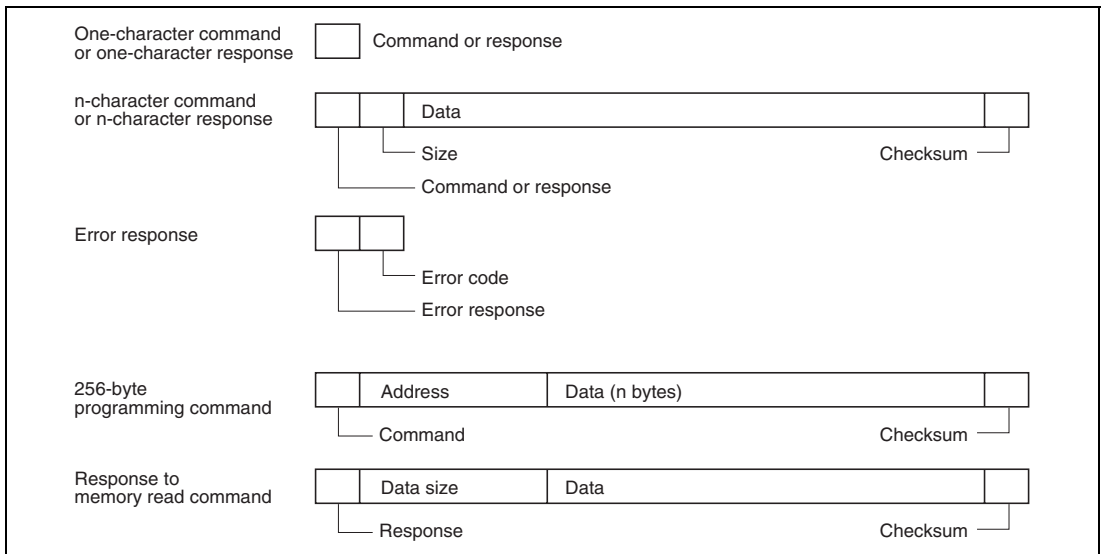 One-character command
or one-character response
Command or response
n-character command
or n-character response
Data
Size
Checksum
Command or response
Error response
Error code
Error response
256-byte
programming command
Address
Data (n bytes)
Command
Checksum
Response to
memory read command
Data size
Data
Response
Checksum